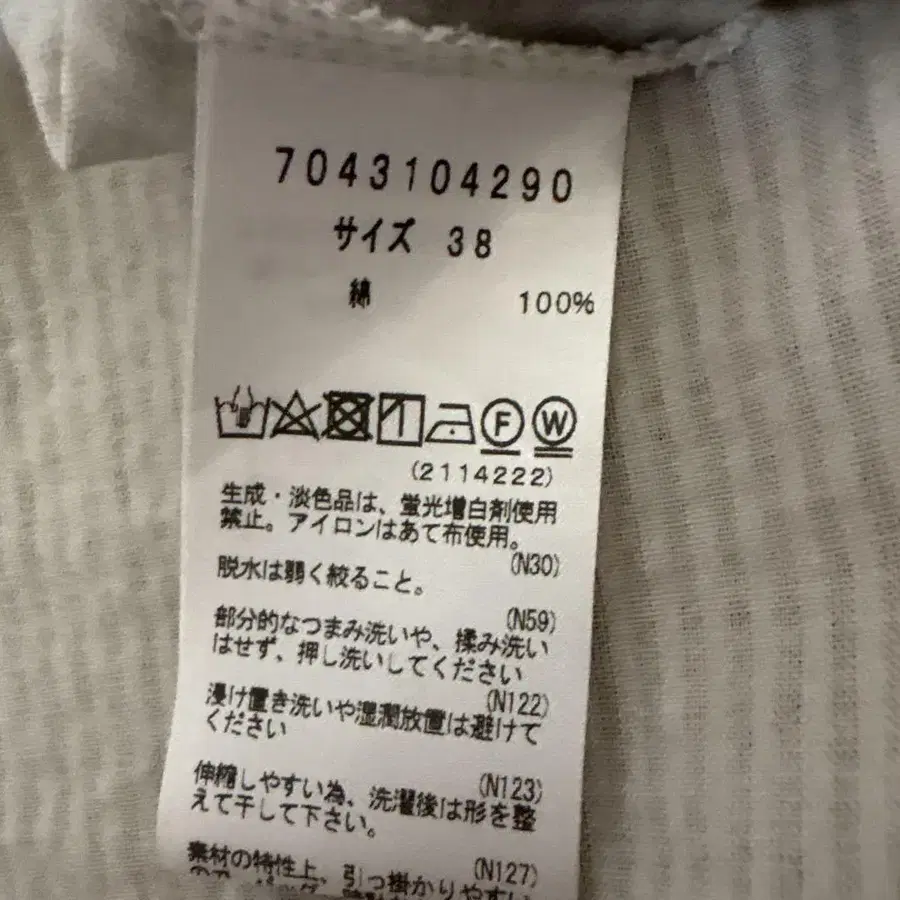 7043104290
サイズ 38
綿 100%
F W
(2114222)
生成・淡色品は、蛍光増白剤使用
禁止。アイロンはあて布使用。
(N30)
脱水は弱く絞ること。
(N59)
部分的なつまみ洗いや、揉み洗い
はせず、押し洗いしてください
(N122)
浸け置き洗いや湿潤放置は避けて
ください
(N123)
伸縮しやすい為、洗濯後は形を整
えて干して下さい。
(N127)
素材の特性上、引っ掛かりやすい